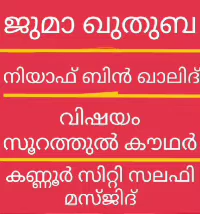 ജുമാ ഖുതുബ
നിയാഫ് ബിൻ ഖാലിദ്
വിഷയം
സൂറത്തുൽ കൗഥർ
കണ്ണൂർ സിറ്റി സലഫി
മസ്ജിദ്